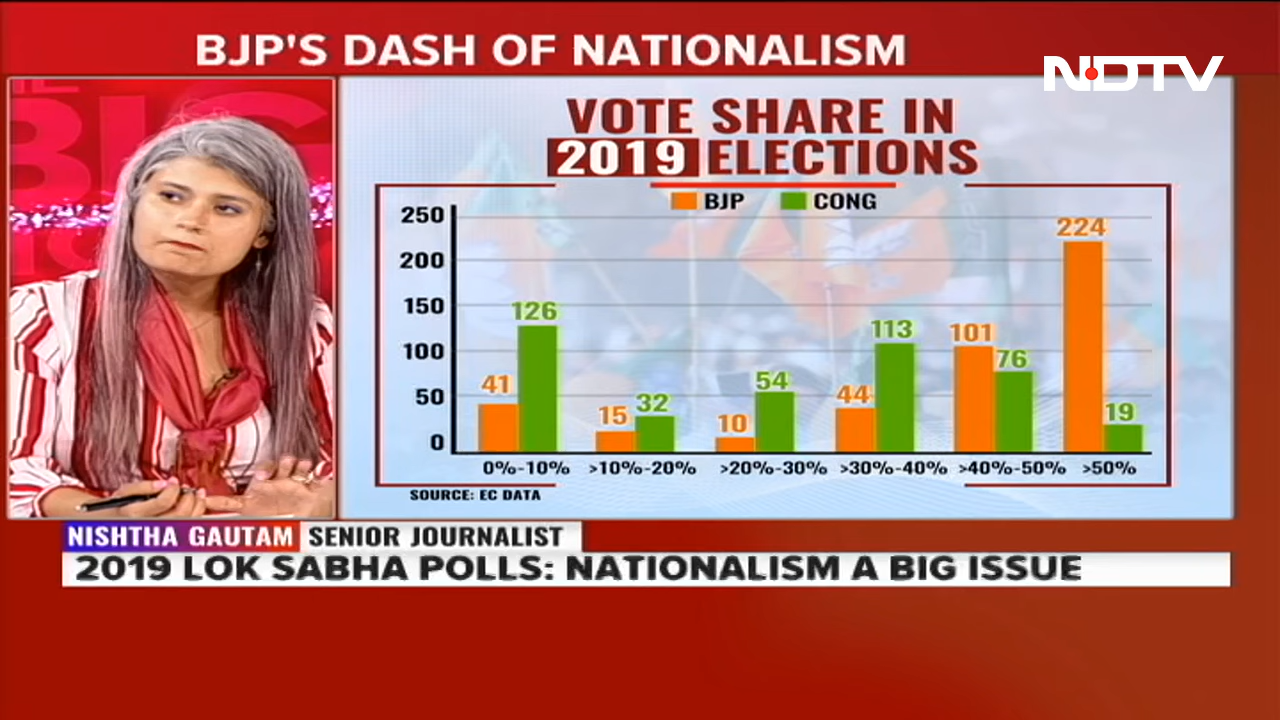 BJP'S DASH OF NATIONALISM
NDTV
VOTE SHARE IN
2019 ELECTIONS
BJP CONG
250
200
150
100
50
0
41 126
15 32
10 54
44 113
101 76
224 19
0%-10% >10%-20% >20%-30% >30%-40% >40%-50% >50%
SOURCE: EC DATA
BIG
NISHTHA GAUTAM SENIOR JOURNALIST
2019 LOK SABHA POLLS: NATIONALISM A BIG ISSUE